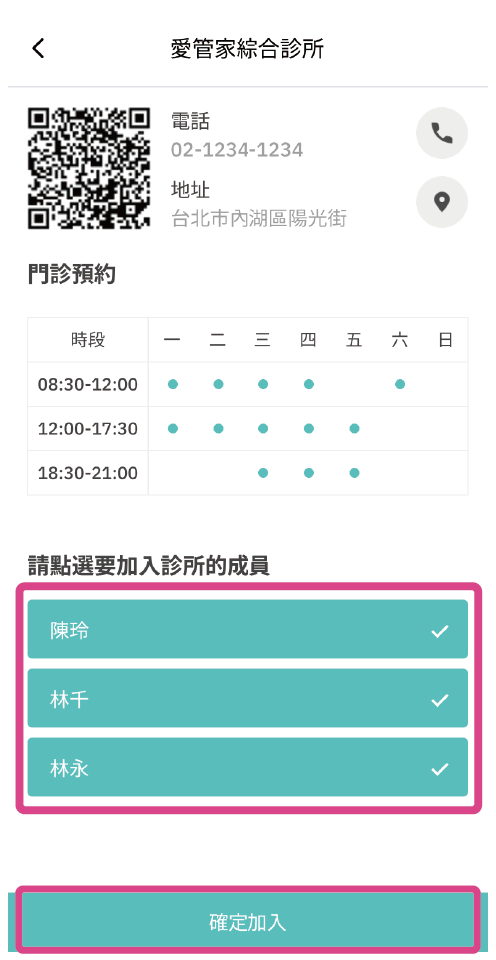 愛管家綜合診所
電話
02-1234-1234
地址
台北市內湖區陽光街
門診預約
時段 一 二 三 四 五 六 日
08:30-12:00
12:00-17:30
18:30-21:00
請點選要加入診所的成員
陳玲
林千
林永
確定加入